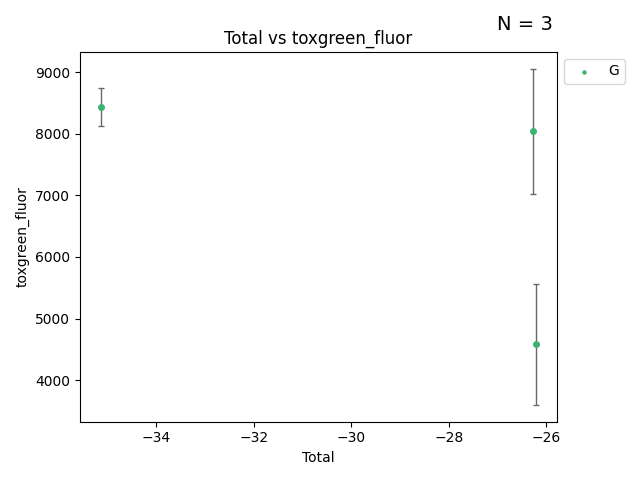 N = 3
Total vs toxgreen_fluor
G
9000
8000
7000
6000
5000
4000
toxgreen_fluor
−34
−32
−30
−28
−26
Total